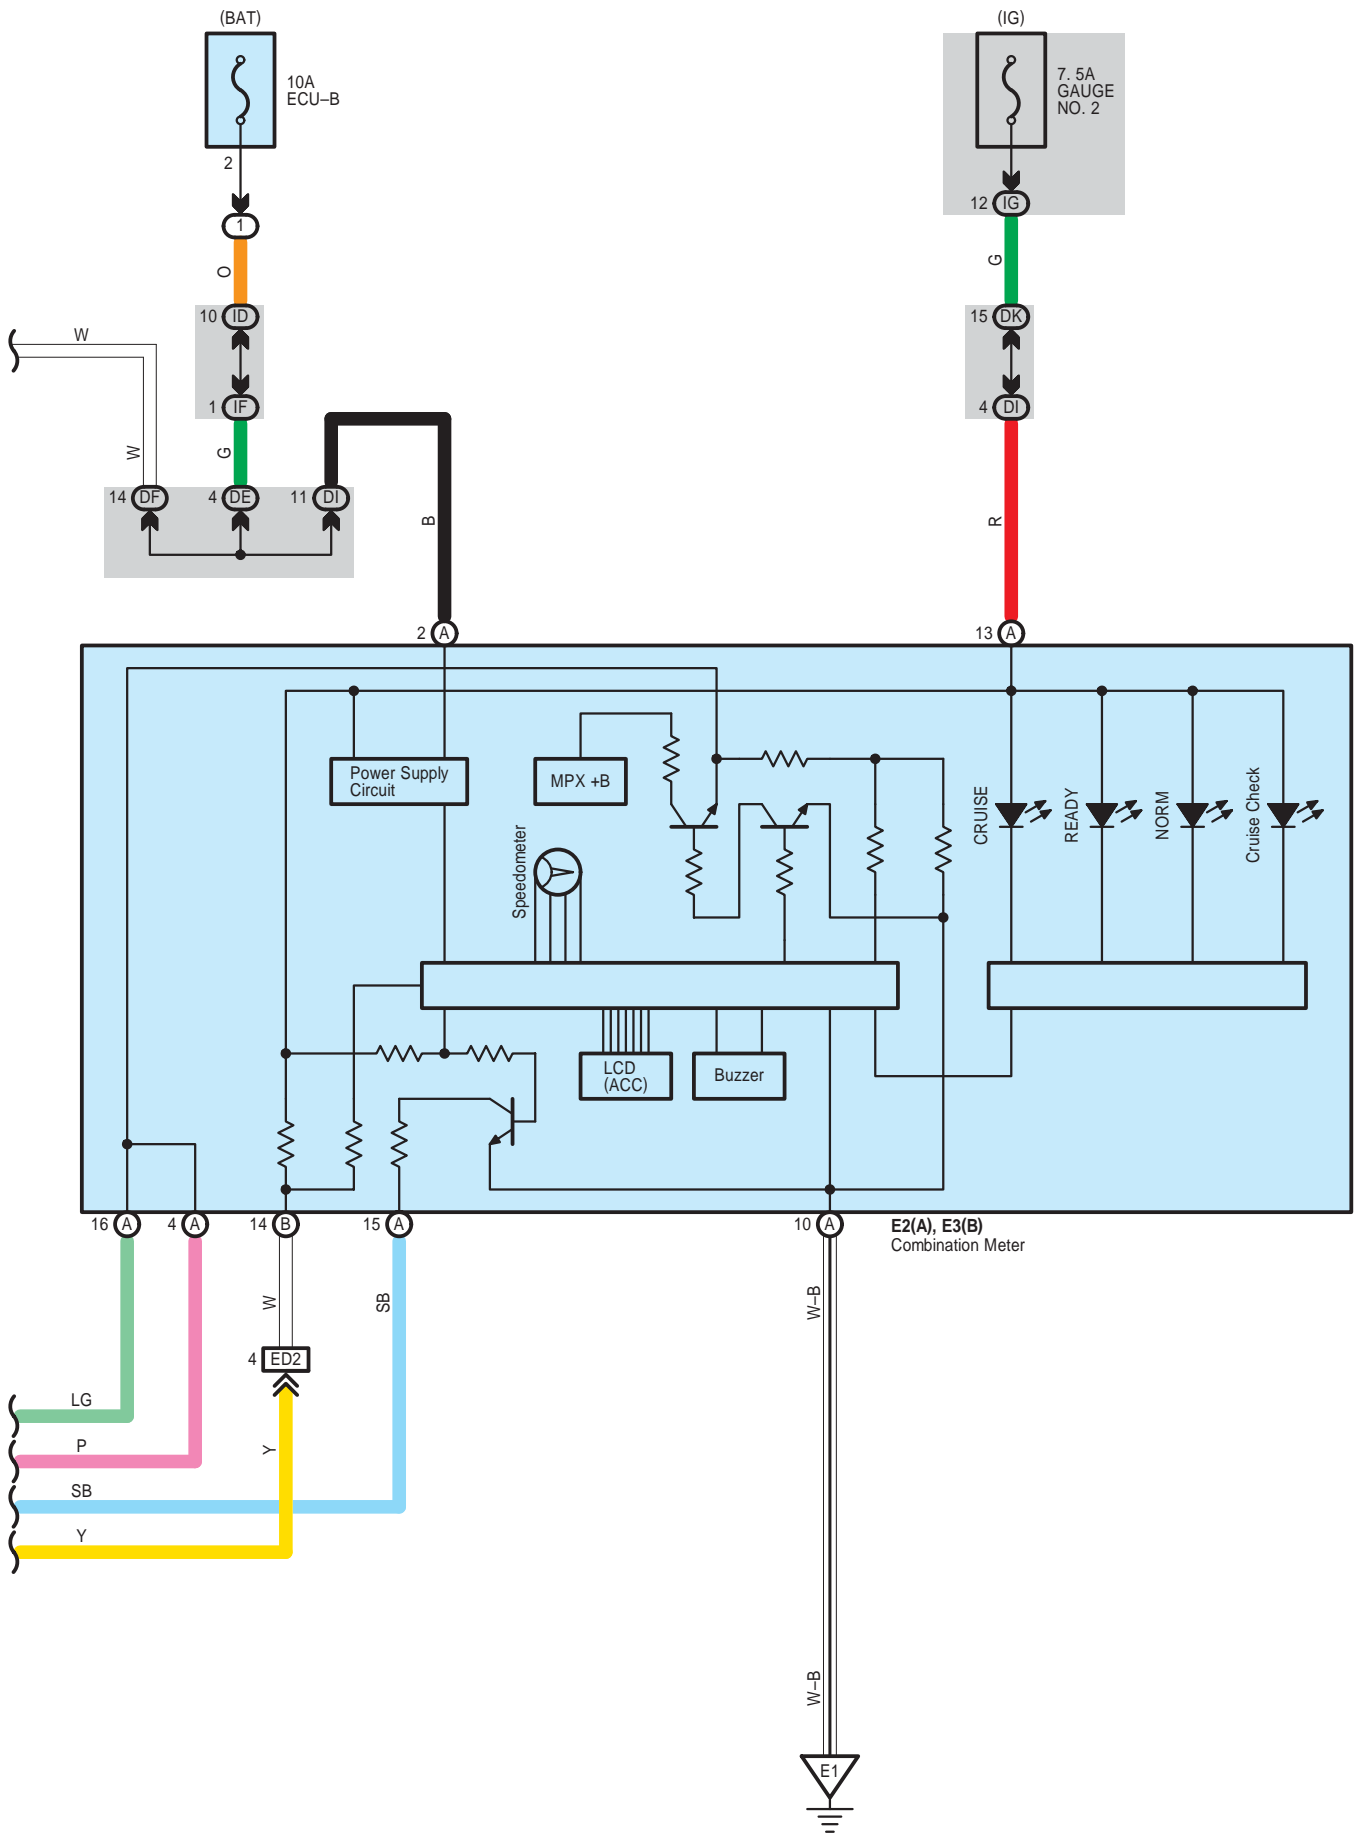 (BAT)
(IG)
10A
ECU–B
7. 5A
GAUGE
NO. 2
2
12 IG
1
O
G
10 ID
15 DK
W
1 IF
4 DI
W
G
14 DF
4 DE
11 DI
B
R
2 A
13 A
Power Supply
Circuit
MPX +B
CRUISE
READY
NORM
Cruise Check
Speedometer
LCD
(ACC)
Buzzer
16 A
4 A
14 B
15 A
10 A
E2(A), E3(B)
Combination Meter
W
SB
W–B
4 ED2
LG
P
Y
SB
Y
W–B
E1